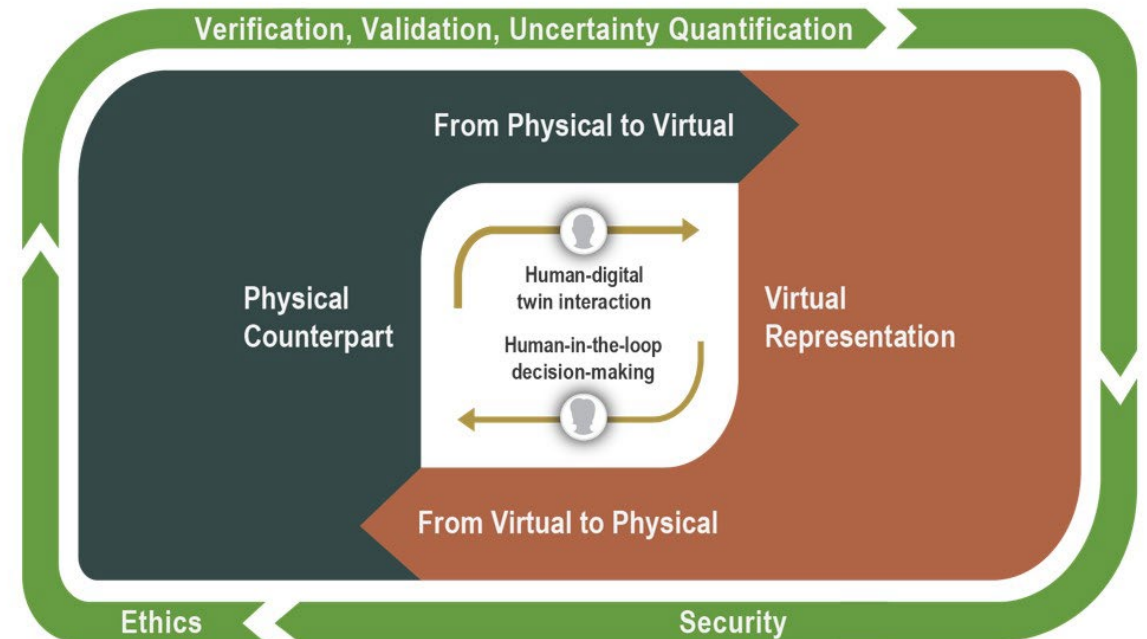 Verification, Validation, Uncertainty Quantification
From Physical to Virtual
Physical
Counterpart
Human-digital
twin interaction
Human-in-the-loop
decision-making
Virtual
Representation
From Virtual to Physical
Ethics
Security